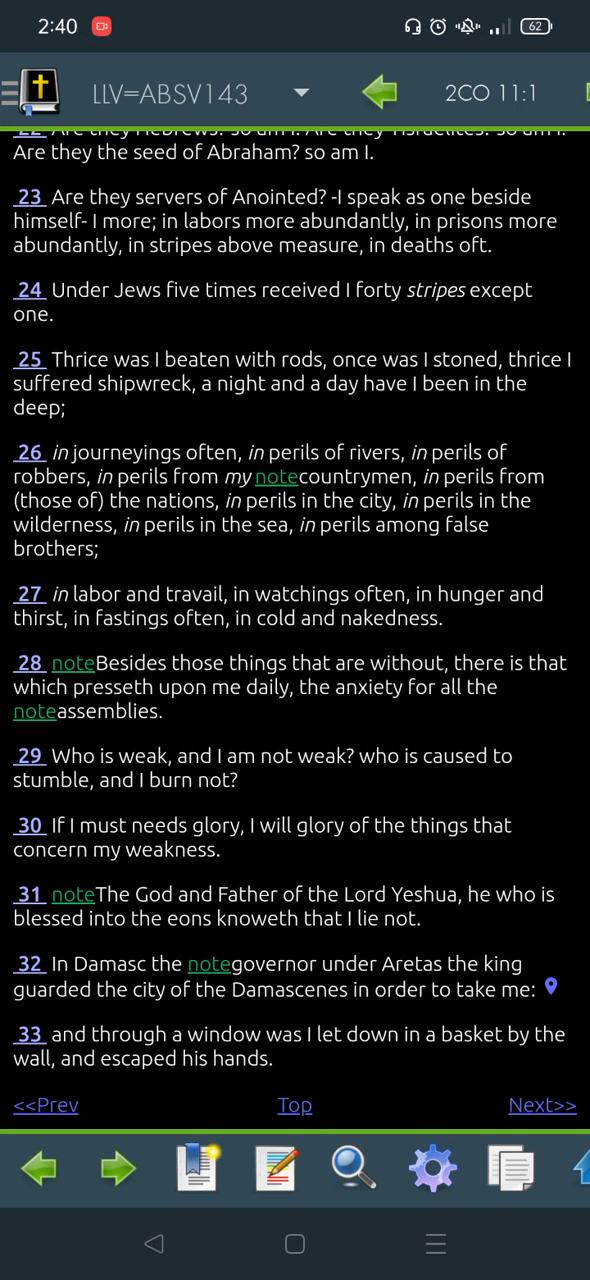 2:40 62
LLV=ABSV143 2CO 11:1
22 Are they Hebrews? so am I. Are they Yisraelites? so am I.
Are they the seed of Abraham? so am I.
23 Are they servers of Anointed? -I speak as one beside
himself- I more; in labors more abundantly, in prisons more
abundantly, in stripes above measure, in deaths oft.
24 Under Jews five times received I forty stripes except
one.
25 Thrice was I beaten with rods, once was I stoned, thrice I
suffered shipwreck, a night and a day have I been in the
deep;
26 in journeyings often, in perils of rivers, in perils of
robbers, in perils from my notecountrymen, in perils from
(those of) the nations, in perils in the city, in perils in the
wilderness, in perils in the sea, in perils among false
brothers;
27 in labor and travail, in watchings often, in hunger and
thirst, in fastings often, in cold and nakedness.
28 noteBesides those things that are without, there is that
which presseth upon me daily, the anxiety for all the
noteassemblies.
29 Who is weak, and I am not weak? who is caused to
stumble, and I burn not?
30 If I must needs glory, I will glory of the things that
concern my weakness.
31 noteThe God and Father of the Lord Yeshua, he who is
blessed into the eons knoweth that I lie not.
32 In Damasc the notegovernor under Aretas the king
guarded the city of the Damascenes in order to take me:
33 and through a window was I let down in a basket by the
wall, and escaped his hands.
<<Prev Top Next>>